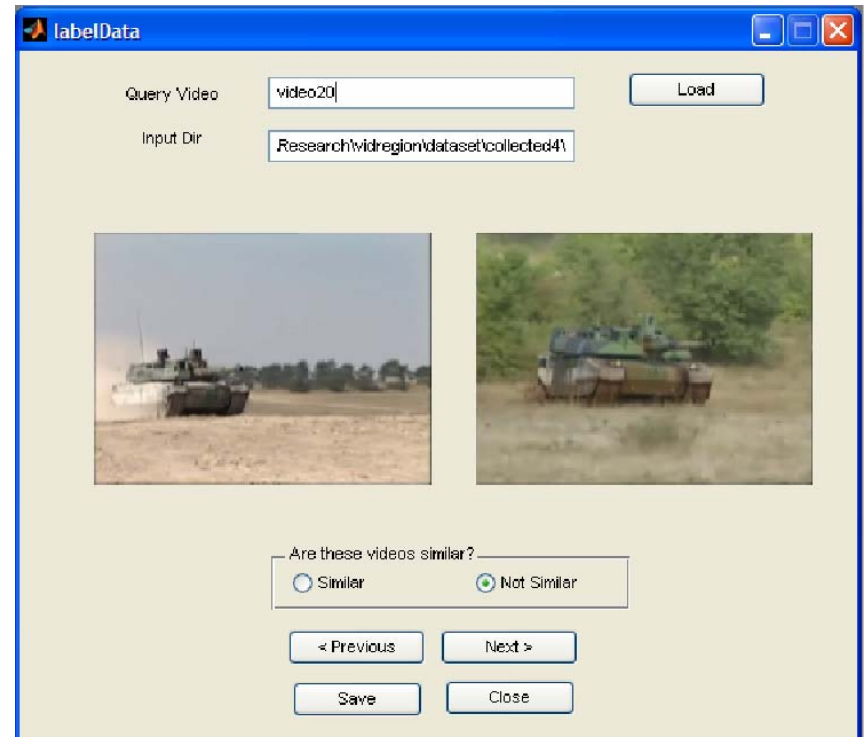 labelData
Query Video video20 Load
Input Dir .Research\vidregion\dataset\collected4\
Are these videos similar?
Similar Not Similar
< Previous Next >
Save Close